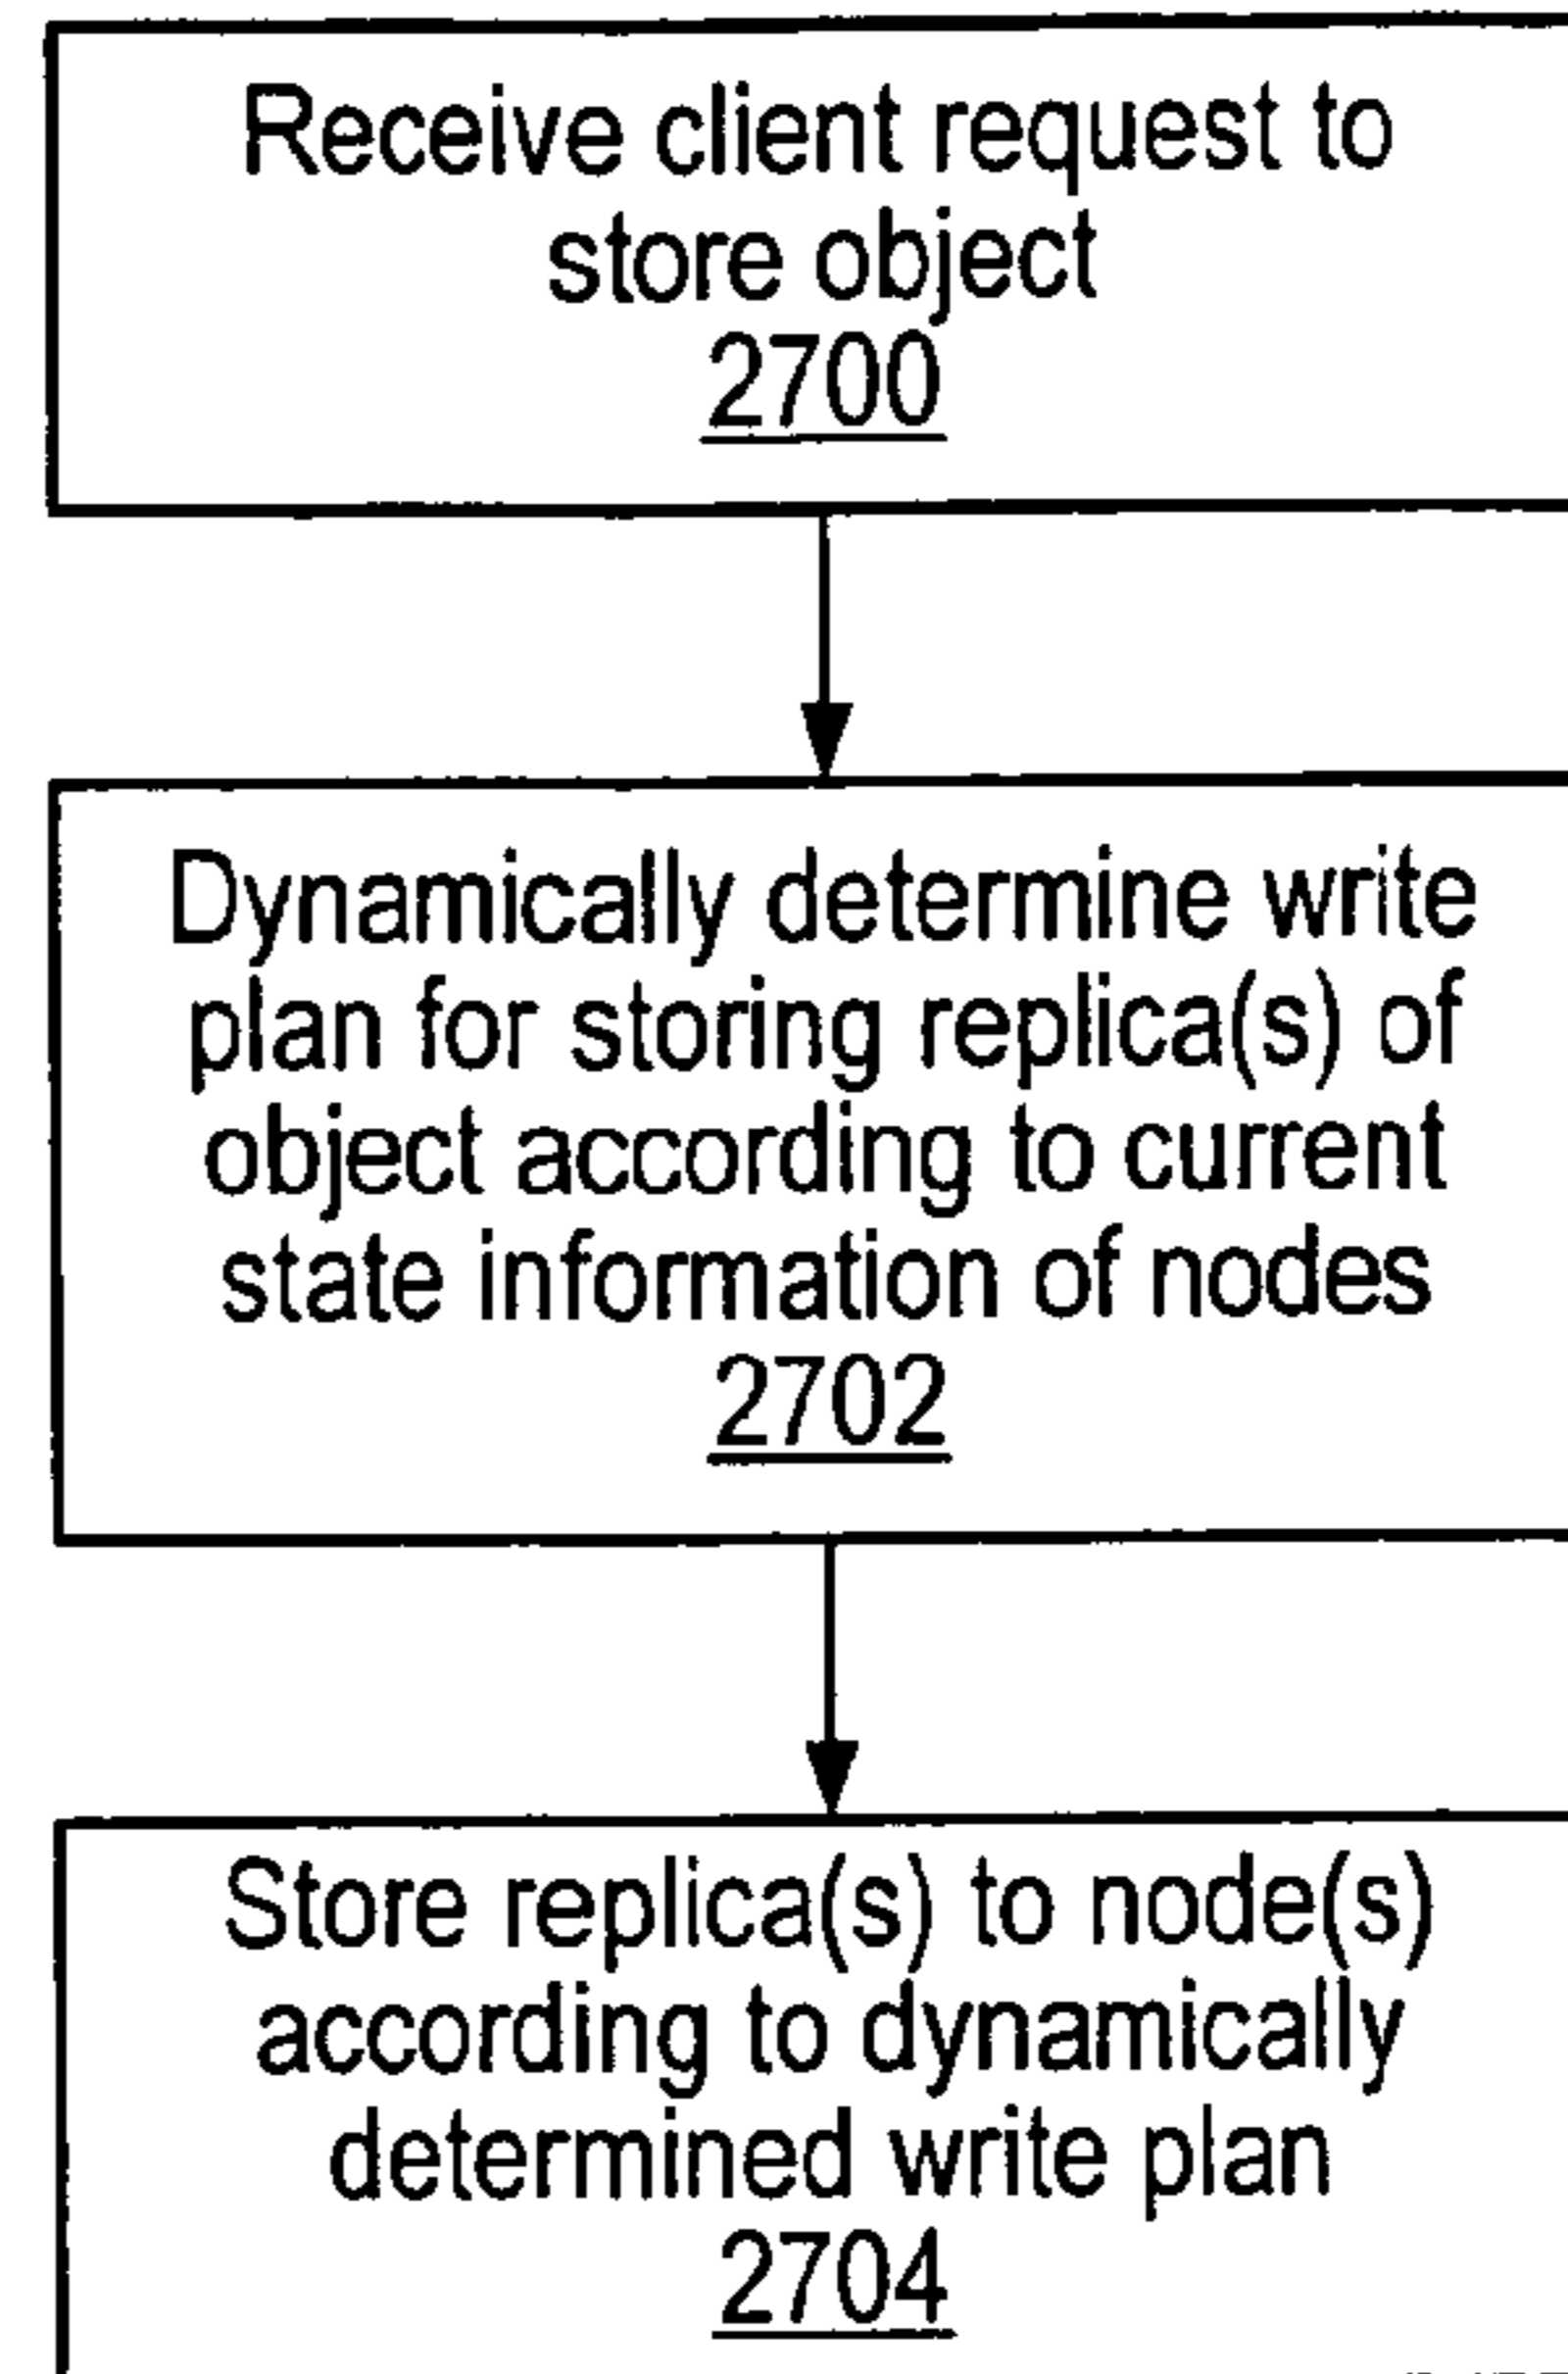 Receive client request to
store object
2700
Dynamically determine write
plan for storing replica(s) of
object according to current
state information of nodes
2702
Store replica(s) to node(s)
according to dynamically
determined write plan
2704